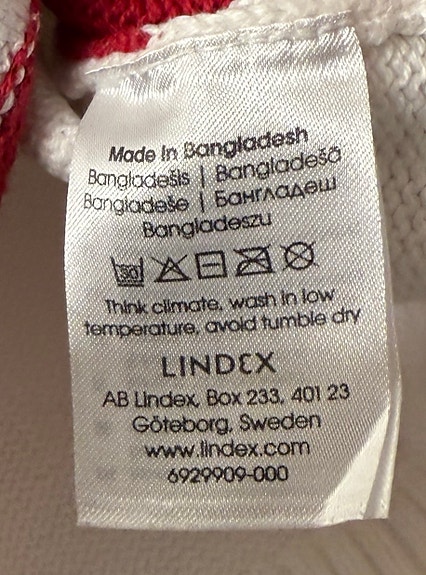 Made in Bangladesh
Bangladešis | Bangladešā
Bangladeše | Бангладеш
Bangladeszu
30
Think climate, wash in low
temperature, avoid tumble dry
LINDEX
AB Lindex, Box 233, 401 23
Göteborg, Sweden
www.lindex.com
6929909-000